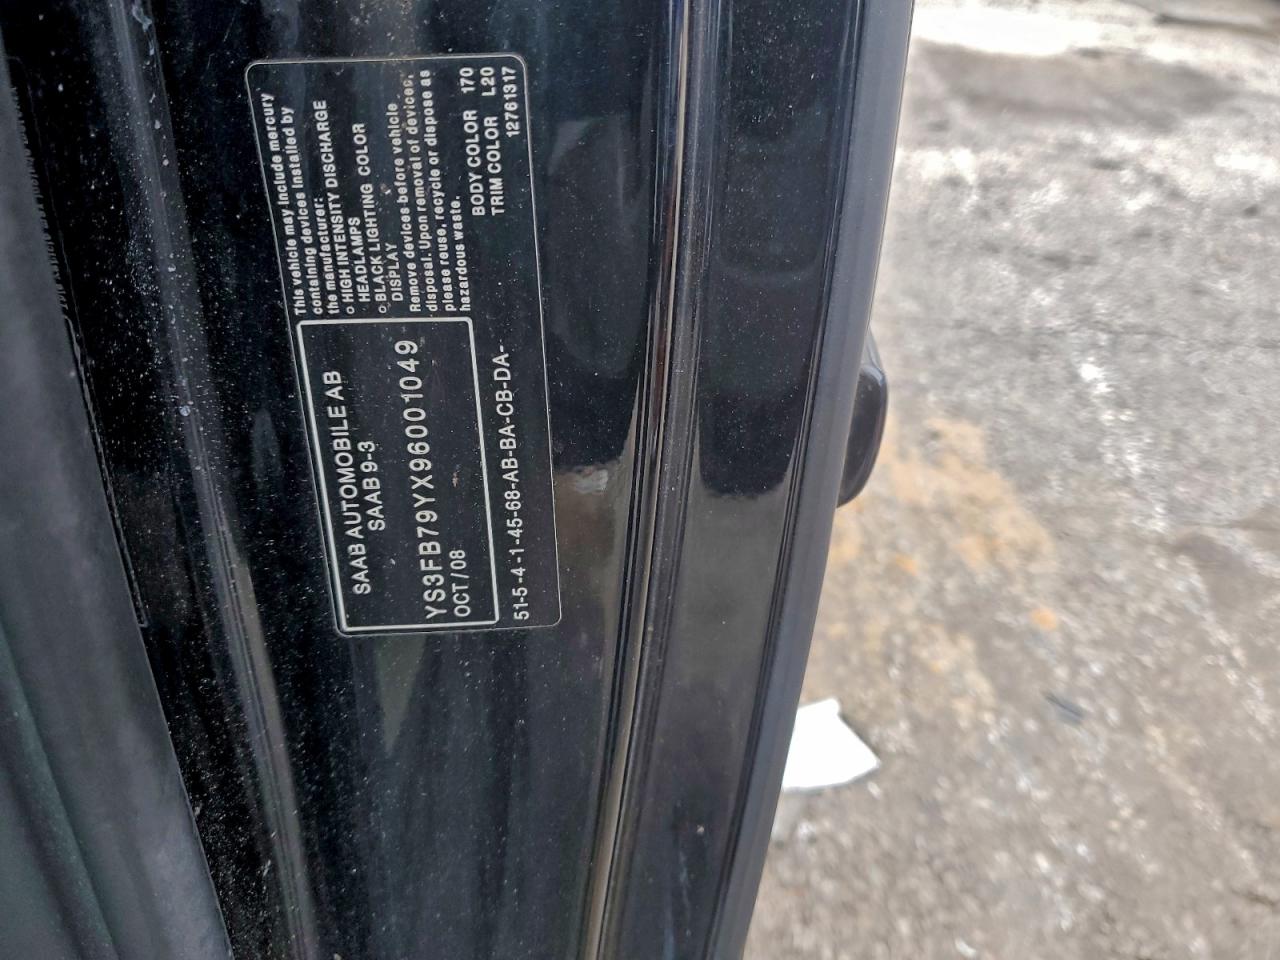 SAAB AUTOMOBILE AB
SAAB 9-3
YS3FB79YX96001049
OCT/08
This vehicle may include mercury
containing devices installed by
the manufacturer:
o HIGH INTENSITY DISCHARGE
HEADLAMPS
o BLACK LIGHTING COLOR
DISPLAY
Remove devices before vehicle
disposal. Upon removal of devices,
please reuse, recycle or dispose as
hazardous waste.
BODY COLOR 170
TRIM COLOR L20
12761317
51-5-4-1-45-68-AB-BA-CB-DA-